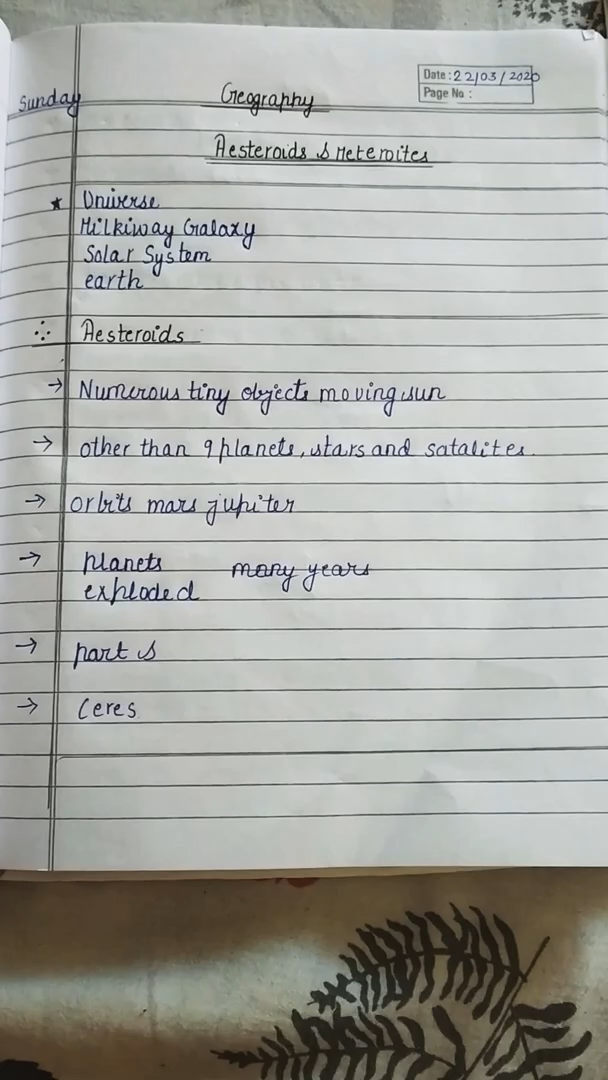 Date: 22/03/2020
Page No :
Sunday
Geography
Aesteroids & Meteroites
* Universe
Milkiway Galaxy
Solar System
earth
∴ Aesteroids
→ Numerous tiny objects moving sun
→ other than 9 planets, stars and satalites.
→ orbits mars jupiter
→ planets many years
exploded
→ part s
→ Ceres